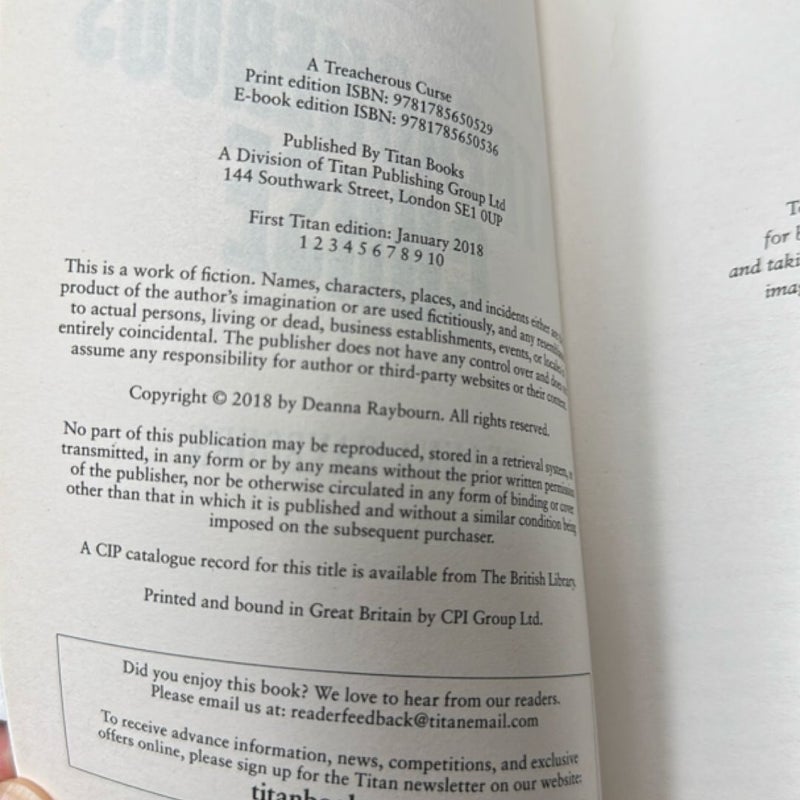 A Treacherous Curse
Print edition ISBN: 9781785650529
E-book edition ISBN: 9781785650536
Published By Titan Books
A Division of Titan Publishing Group Ltd
144 Southwark Street, London SE1 0UP
First Titan edition: January 2018
1 2 3 4 5 6 7 8 9 10
This is a work of fiction. Names, characters, places, and incidents either
product of the author's imagination or are used fictitiously, and any
to actual persons, living or dead, business establishments, events, or
entirely coincidental. The publisher does not have any control over and does
assume any responsibility for author or third-party websites or their content.
Copyright © 2018 by Deanna Raybourn. All rights reserved.
No part of this publication may be reproduced, stored in a retrieval system,
transmitted, in any form or by any means without the prior written permission
of the publisher, nor be otherwise circulated in any form of binding or cover
other than that in which it is published and without a similar condition being
imposed on the subsequent purchaser.
A CIP catalogue record for this title is available from The British Library.
Printed and bound in Great Britain by CPI Group Ltd.
Did you enjoy this book? We love to hear from our readers.
Please email us at: readerfeedback@titanemail.com
To receive advance information, news, competitions, and exclusive
offers online, please sign up for the Titan newsletter on our website:
for
and